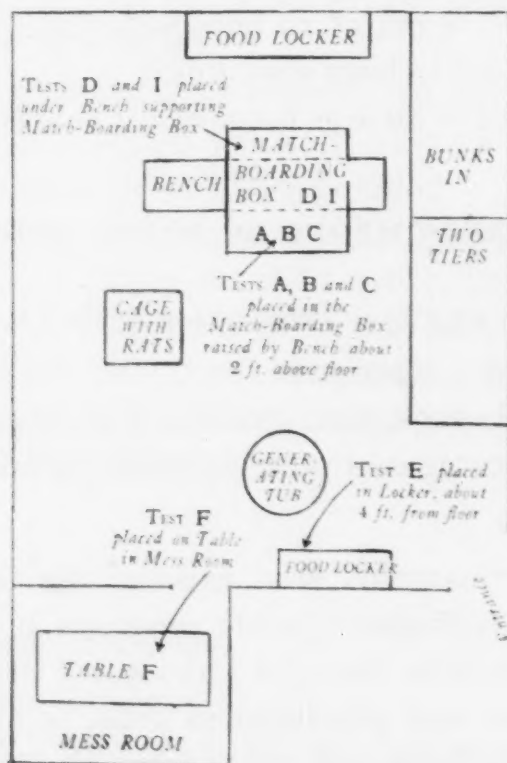 FOOD LOCKER
TESTS D and I placed
under Bench supporting
Match-Boarding Box
MATCH-
BOARDING
BOX D I
BENCH
A, B C
BUNKS
IN
TWO
TIERS
TESTS A, B and C
placed in the
Match-Boarding Box
raised by Bench about
2 ft. above floor
CAGE
WITH
RATS
GENER-
ATING
TUB
TEST E placed
in Locker, about
4 ft. from floor
TEST F
placed on Table
in Mess Room
FOOD LOCKER
Entrance
TABLE F
MESS ROOM